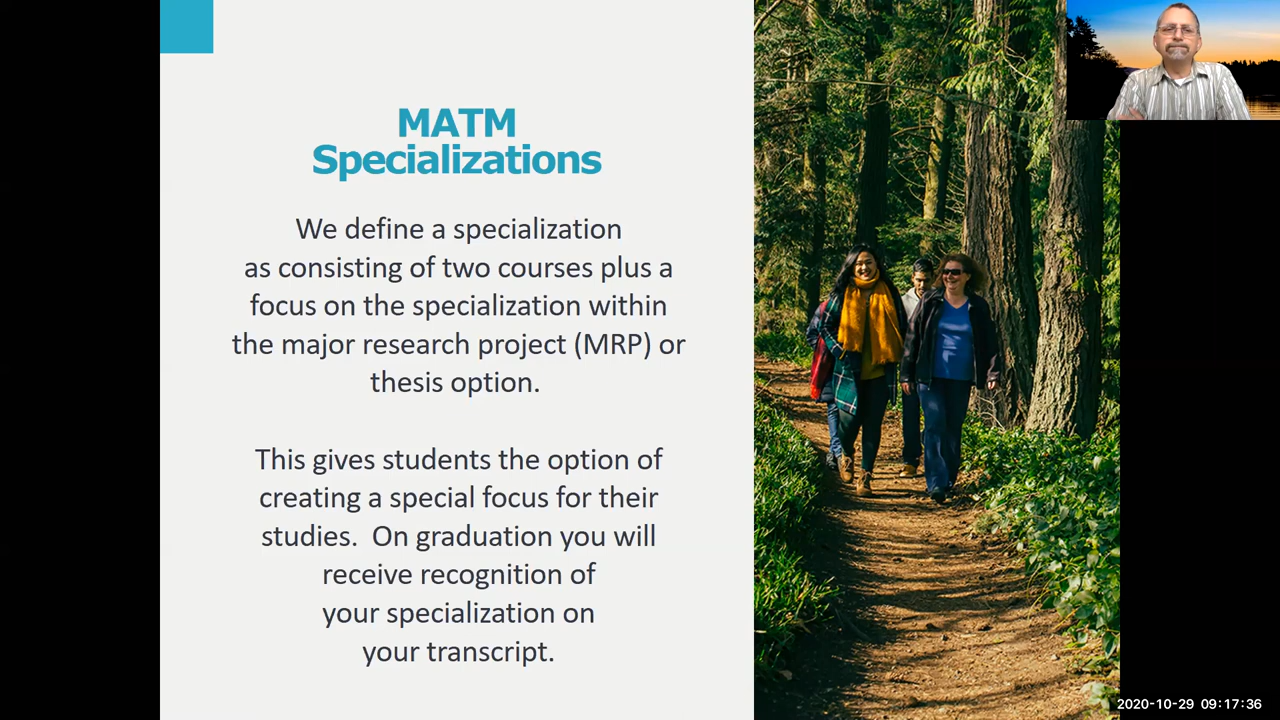 MATM
Specializations
We define a specialization
as consisting of two courses plus a
focus on the specialization within
the major research project (MRP) or
thesis option.
This gives students the option of
creating a special focus for their
studies.  On graduation you will
receive recognition of
your specialization on
your transcript.
2020-10-29 09:17:36